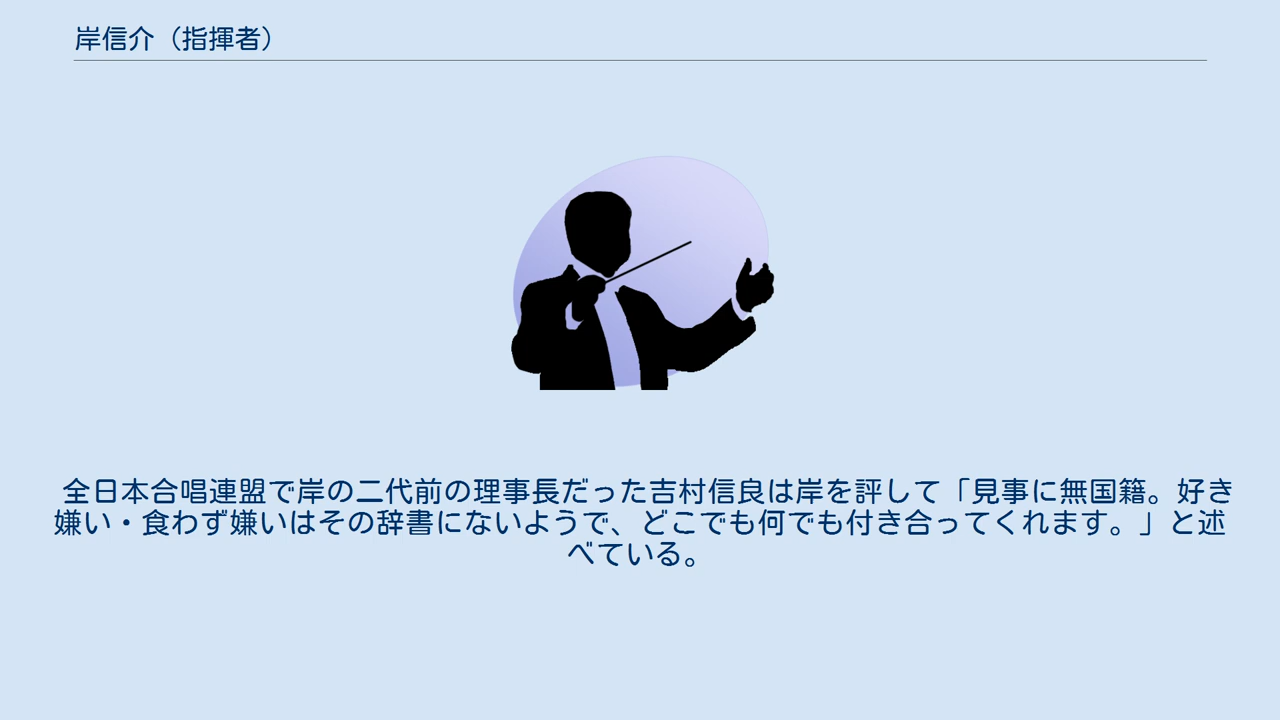 岸信介（指揮者）
全日本合唱連盟で岸の二代前の理事長だった吉村信良は岸を評して「見事に無国籍。好き
嫌い・食わず嫌いはその辞書にないようで、どこでも何でも付き合ってくれます。」と述
べている。